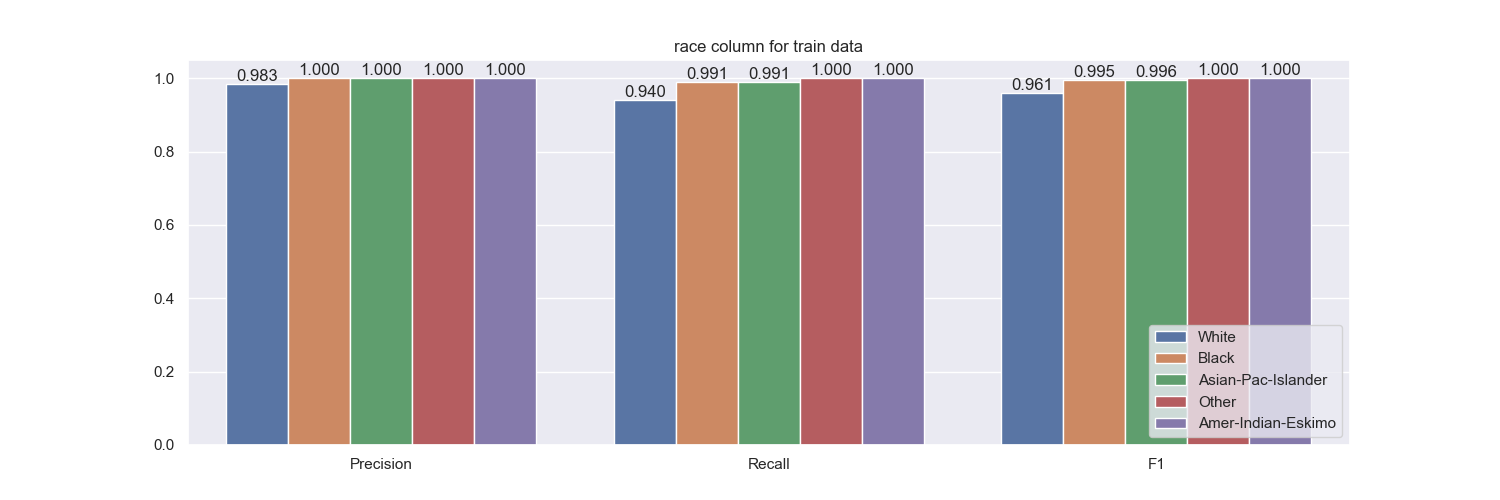 race column for train data
0.983 1.000 1.000 1.000 1.000 0.940 0.991 0.991 1.000 1.000 0.961 0.995 0.996 1.000 1.000
1.0
0.8
0.6
0.4
0.2
0.0
Precision Recall F1
White
Black
Asian-Pac-Islander
Other
Amer-Indian-Eskimo